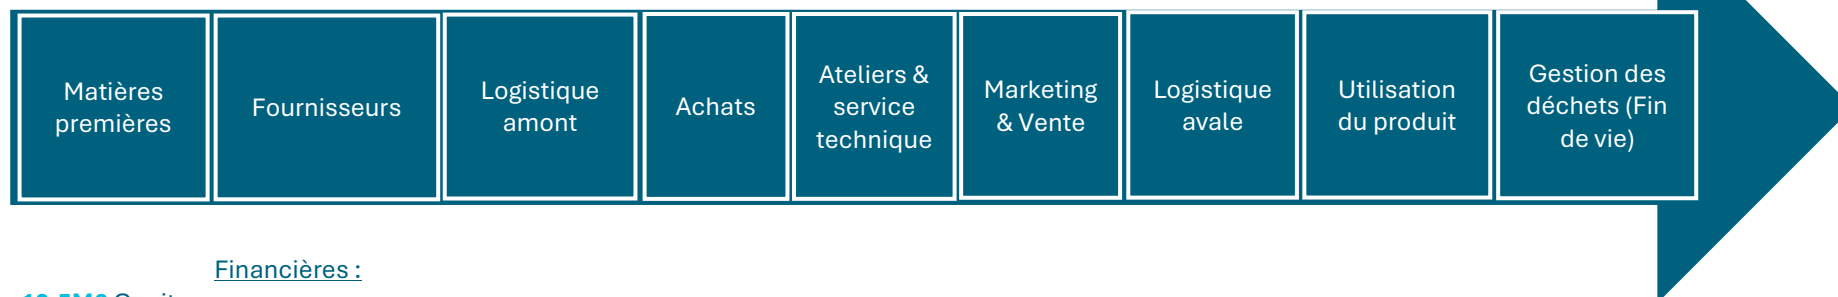 Matières
premières
Fournisseurs
Logistique
amont
Achats
Ateliers &
service
technique
Marketing
& Vente
Logistique
avale
Utilisation
du produit
Gestion des
déchets (Fin
de vie)
Financières :